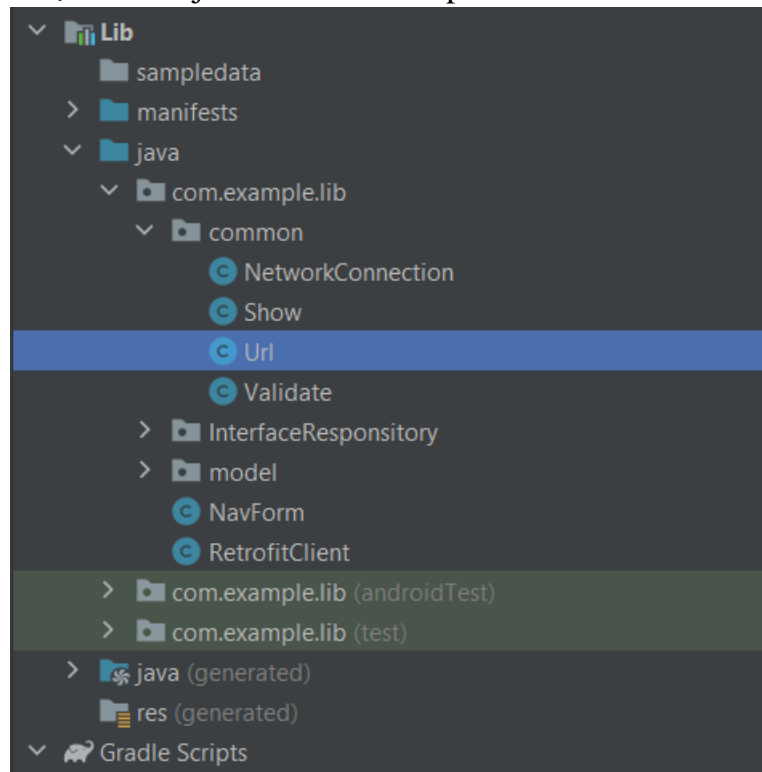 Lib
sampledata
manifests
java
com.example.lib
common
C NetworkConnection
C Show
C Url
C Validate
InterfaceResponsitory
model
C NavForm
C RetrofitClient
com.example.lib (androidTest)
com.example.lib (test)
java (generated)
res (generated)
Gradle Scripts